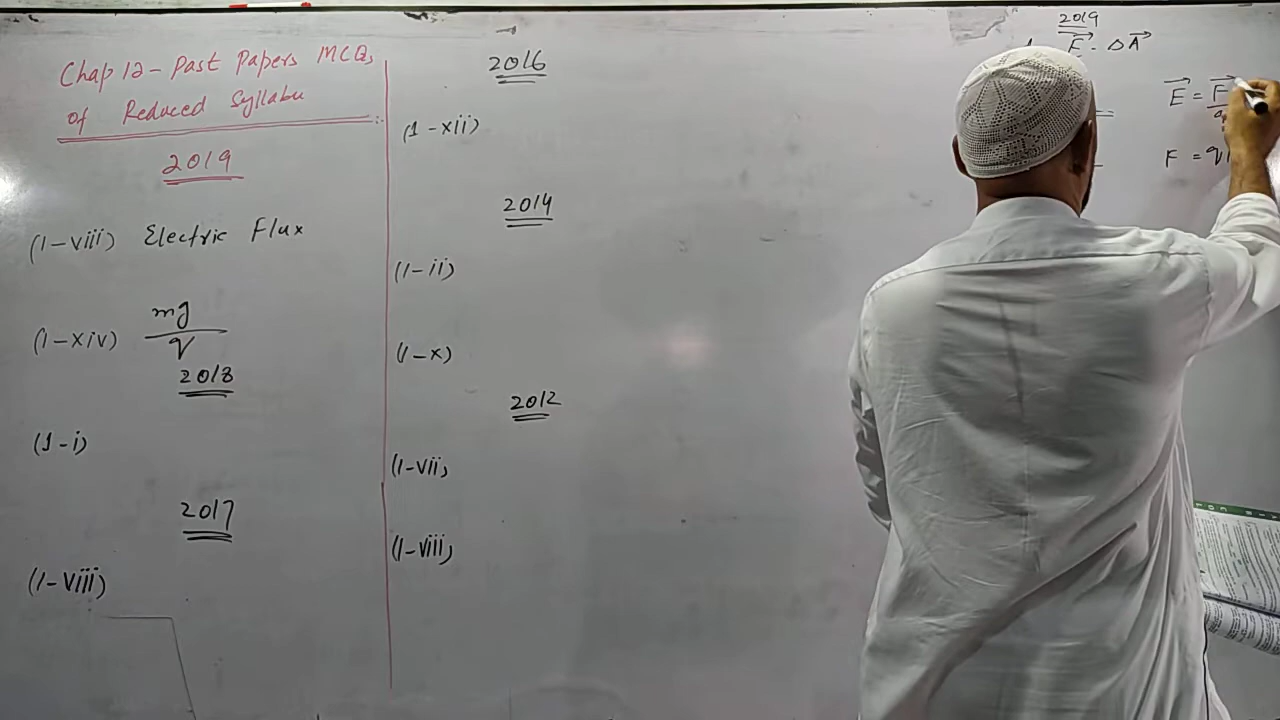 Chap 12 - Past Papers MCQs
of Reduced Syllabu
2019
(1-viii) Electric Flux
(1-xiv) mg
q
2018
(1-i)
2017
(1-viii)
2016
(1-xii)
2014
(1-ii)
(1-x)
2012
(1-vii)
(1-viii)
2019
E . ΔA
E = F
F = q